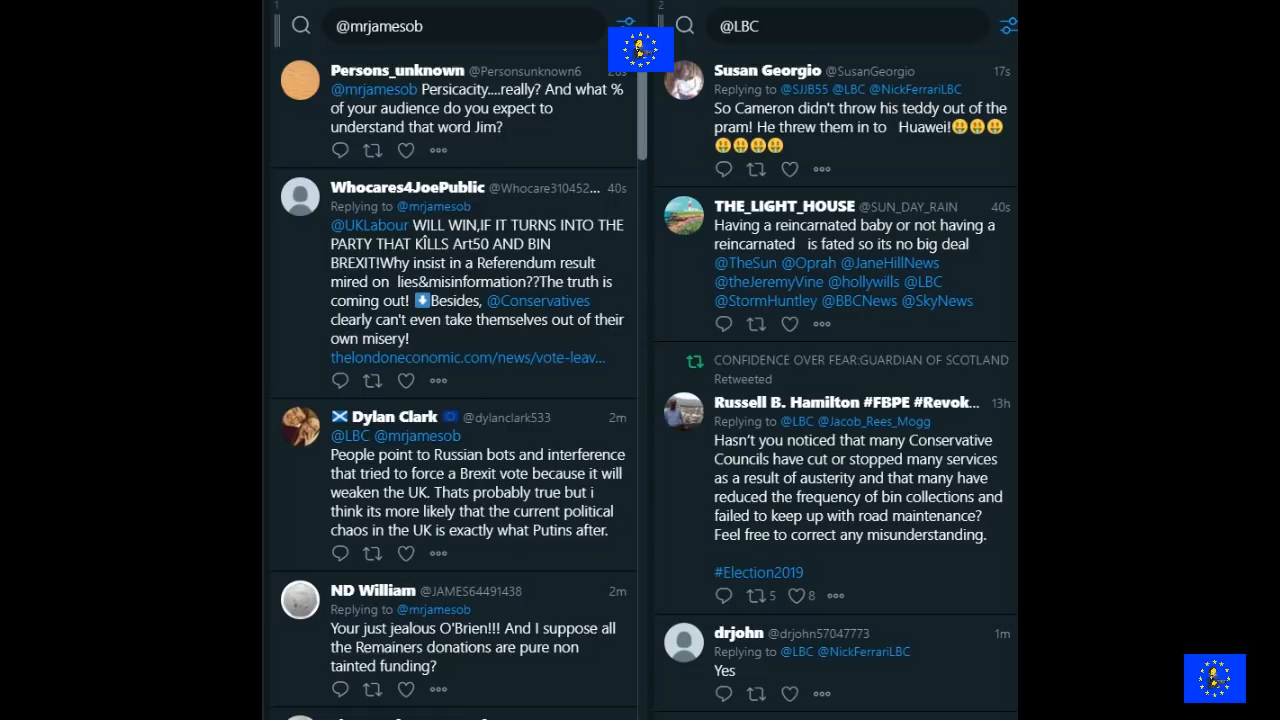 1
@mrjamesob
Persons_unknown @Personsunknown6
@mrjamesob Persicacity....really? And what %
of your audience do you expect to
understand that word Jim?
Whocares4JoePublic @Whocare310452... 40s
Replying to @mrjamesob
@UKLabour WILL WIN,IF IT TURNS INTO THE
PARTY THAT KILLS Art50 AND BIN
BREXIT!Why insist in a Referendum result
mired on lies&misinformation??The truth is
coming out! ⬇Besides, @Conservatives
clearly can't even take themselves out of their
own misery!
thelondoneconomic.com/news/vote-leav...
Dylan Clark @dylanclark533 2m
@LBC @mrjamesob
People point to Russian bots and interference
that tried to force a Brexit vote because it will
weaken the UK. Thats probably true but i
think its more likely that the current political
chaos in the UK is exactly what Putins after.
ND William @JAMES64491438 2m
Replying to @mrjamesob
Your just jealous O'Brien!!! And I suppose all
the Remainers donations are pure non
tainted funding?
2
@LBC
Susan Georgio @SusanGeorgio 17s
Replying to @SJJB55 @LBC @NickFerrariLBC
So Cameron didn't throw his teddy out of the
pram! He threw them in to Huawei!🤑🤑🤑
🤑🤑🤑🤑
THE_LIGHT_HOUSE @SUN_DAY_RAIN 40s
Having a reincarnated baby or not having a
reincarnated is fated so its no big deal
@TheSun @Oprah @JaneHillNews
@theJeremyVine @hollywills @LBC
@StormHuntley @BBCNews @SkyNews
CONFIDENCE OVER FEAR:GUARDIAN OF SCOTLAND
Retweeted
Russell B. Hamilton #FBPE #Revok... 13h
Replying to @LBC @Jacob_Rees_Mogg
Hasn't you noticed that many Conservative
Councils have cut or stopped many services
as a result of austerity and that many have
reduced the frequency of bin collections and
failed to keep up with road maintenance?
Feel free to correct any misunderstanding.
#Election2019
5 8
drjohn @drjohn57047773 1m
Replying to @LBC @NickFerrariLBC
Yes